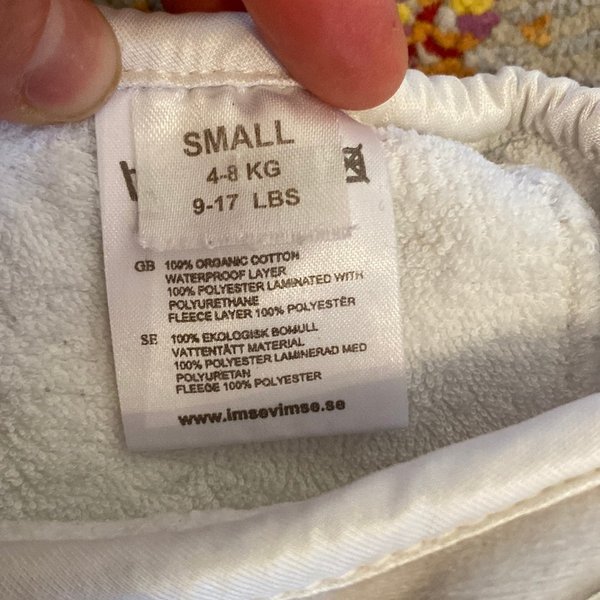 SMALL
4-8 KG
9-17 LBS
GB 100% ORGANIC COTTON
WATERPROOF LAYER
100% POLYESTER LAMINATED WITH
POLYURETHANE
FLEECE LAYER 100% POLYESTER
SE 100% EKOLOGISK BOMULL
VATTENTÄTT MATERIAL
100% POLYESTER LAMINERAD MED
POLYURETAN
FLEECE 100% POLYESTER
www.imsevimse.se